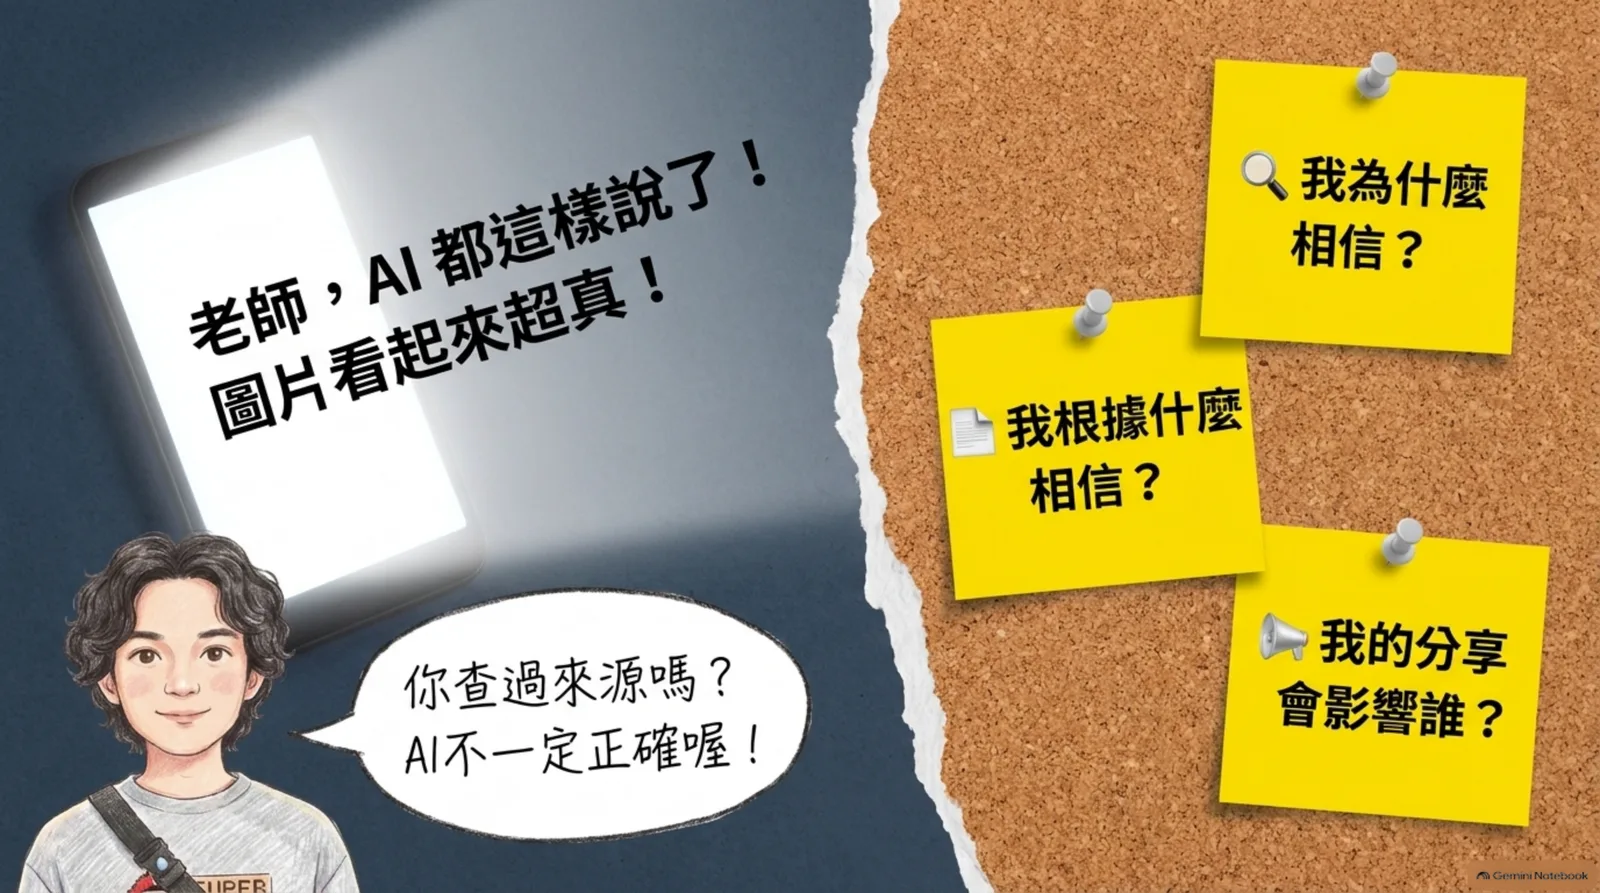 老師，AI 都這樣說了！
圖片看起來超真！
你查過來源嗎？
AI不一定正確喔！
SUPER
我為什麼
相信？
我根據什麼
相信？
我的分享
會影響誰？
Gemini Notebook